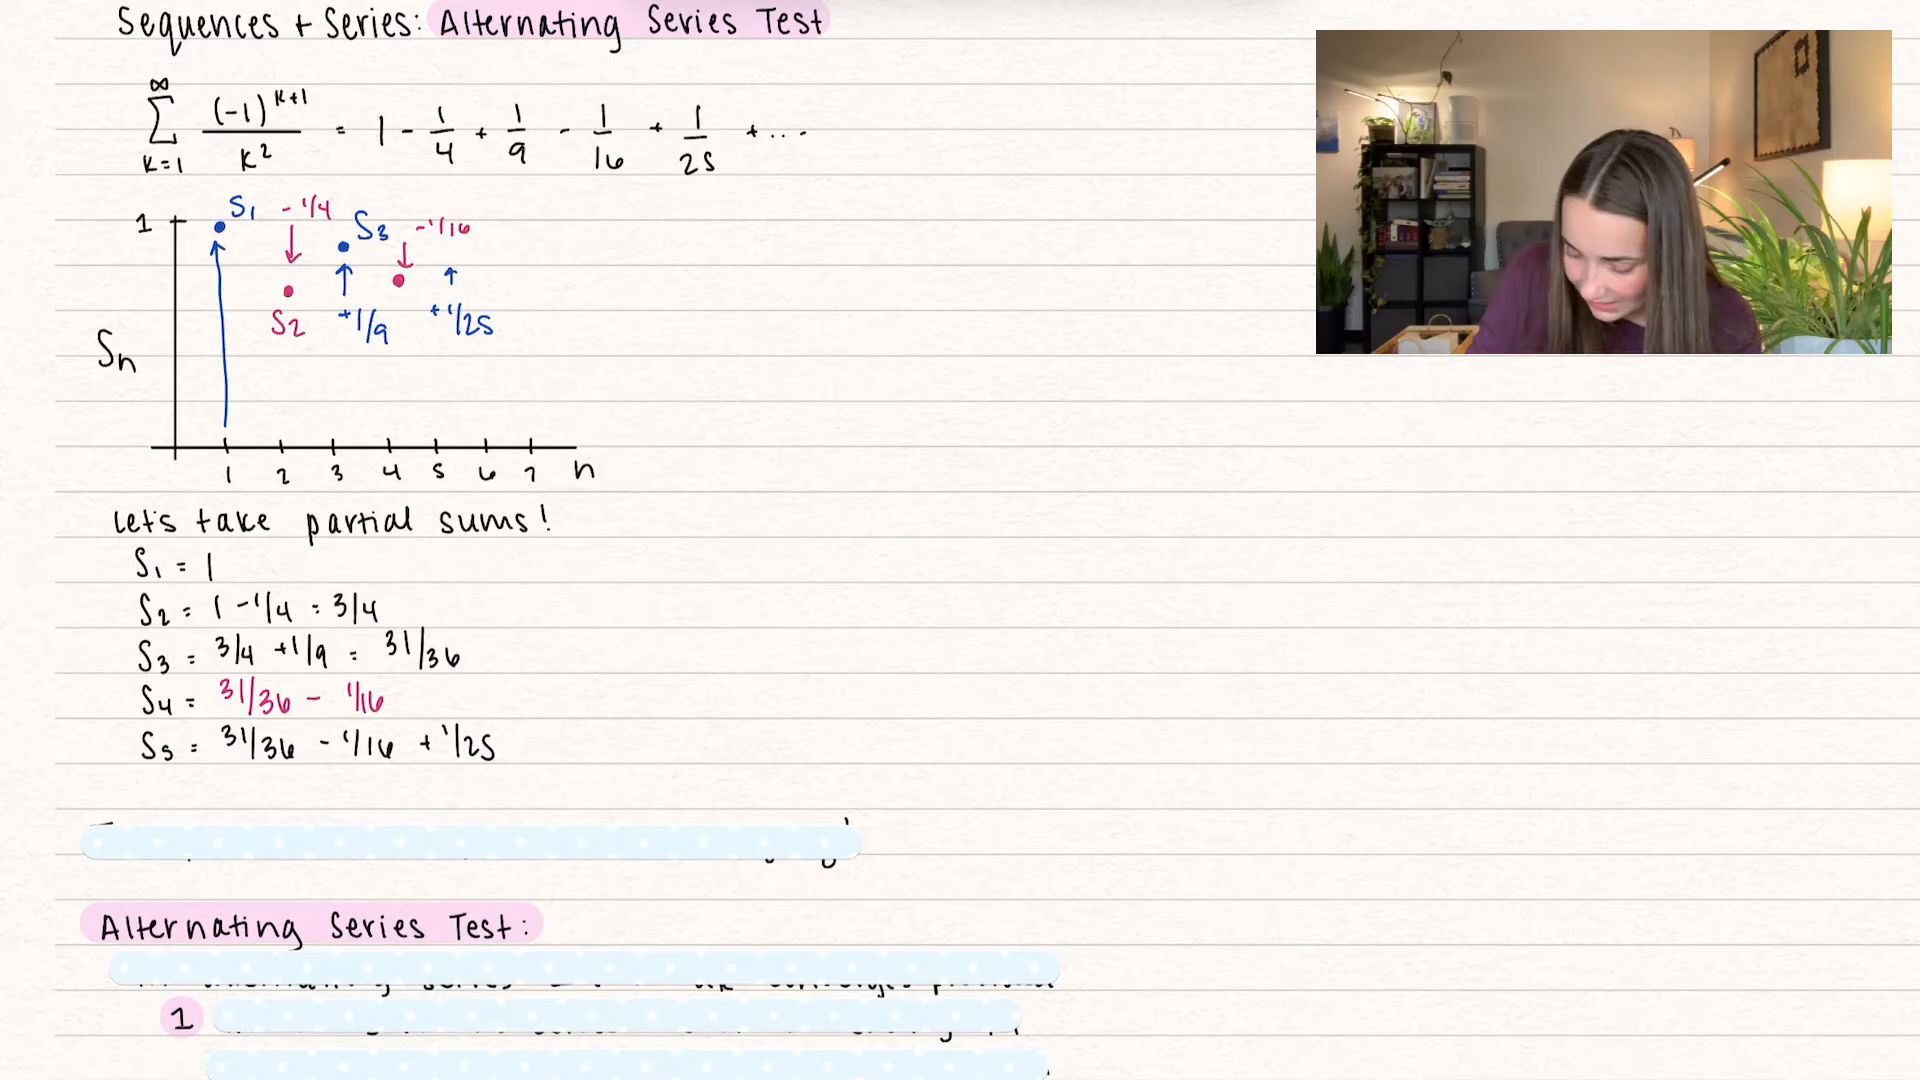 Sequences + Series: Alternating Series Test
∞
∑ (-1)^(k+1) / k² = 1 - 1/4 + 1/9 - 1/16 + 1/25 + ...
k=1
1 S₁ -1/4 S₃ -1/16
S₂ +1/9 +1/25
Sn
1 2 3 4 5 6 7 n
let's take partial sums!
S₁ = 1
S₂ = 1 - 1/4 = 3/4
S₃ = 3/4 + 1/9 = 31/36
S₄ = 31/36 - 1/16
S₅ = 31/36 - 1/16 + 1/25
Alternating Series Test:
1